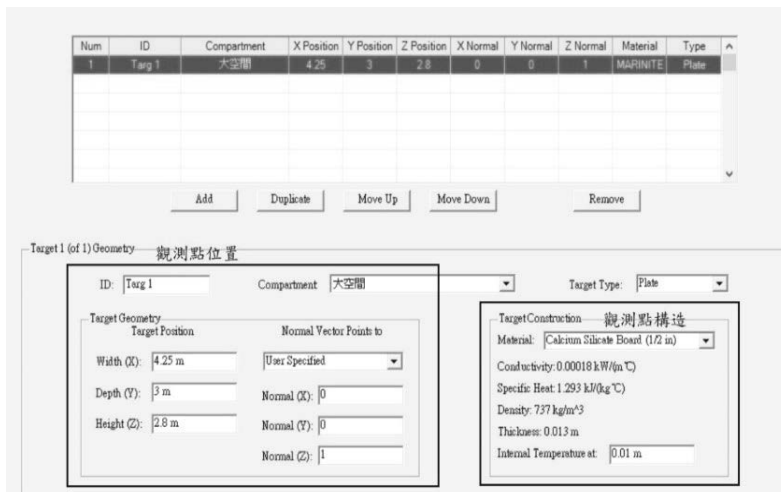 Num ID Compartment X Position Y Position Z Position X Normal Y Normal Z Normal Material Type
1 Targ 1 大空間 4.25 3 2.8 0 0 1 MARINITE Plate
Add Duplicate Move Up Move Down Remove
Target 1 (of 1) Geometry 觀測點位置
ID: Targ 1 Compartment 大空間 Target Type: Plate
Target Geometry
Target Position Normal Vector Points to
Width (X): 4.25 m User Specified
Depth (Y): 3 m Normal (X): 0
Height (Z): 2.8 m Normal (Y): 0
Normal (Z): 1
Target Construction 觀測點構造
Material: Calcium Silicate Board (1/2 in)
Conductivity: 0.00018 kW/(m ℃)
Specific Heat: 1.293 kJ/(kg ℃)
Density: 737 kg/m^3
Thickness: 0.013 m
Internal Temperature at: 0.01 m